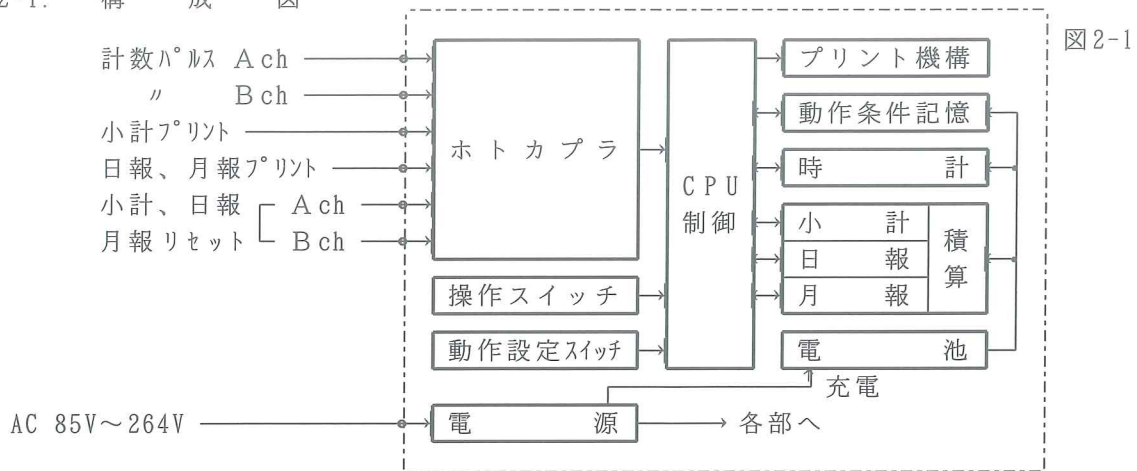 2-1. 構成図
図2-1
計数パルス Ach
〃 Bch
小計プリント
日報、月報プリント
小計、日報 Ach
月報リセット Bch
ホトカプラ
操作スイッチ
動作設定スイッチ
CPU
制御
プリント機構
動作条件記憶
時計
小計
日報
月報
積算
電池
充電
AC 85V～264V
電源
各部へ